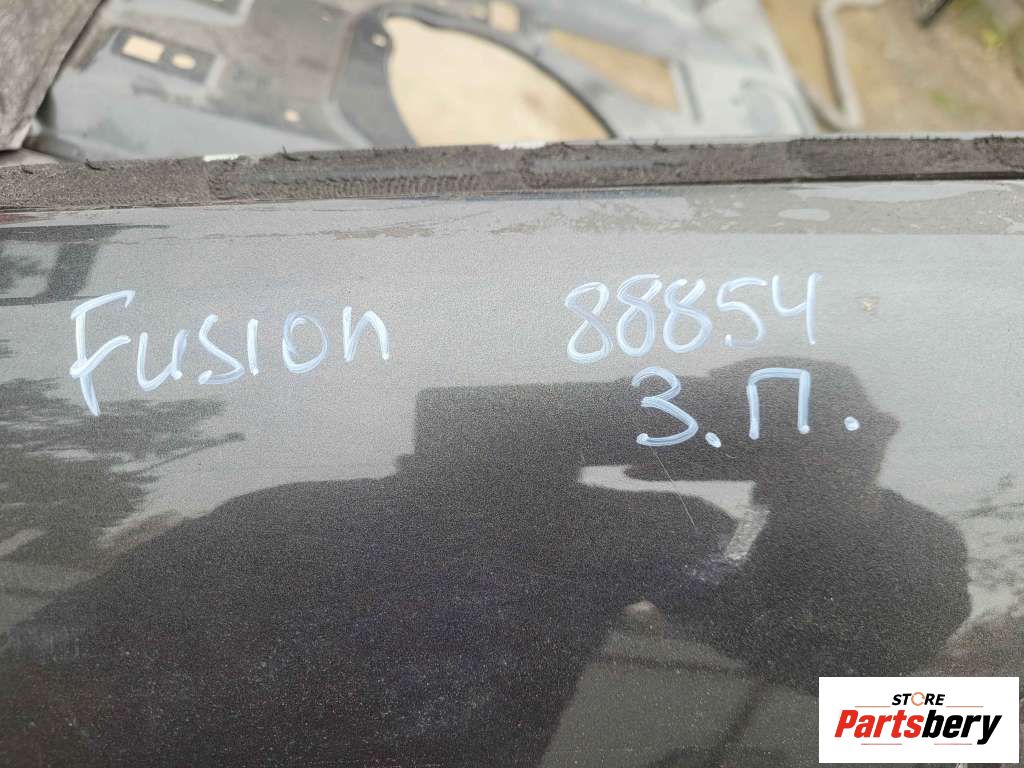 Fusion 88854
З.П.
STORE
Partsbery